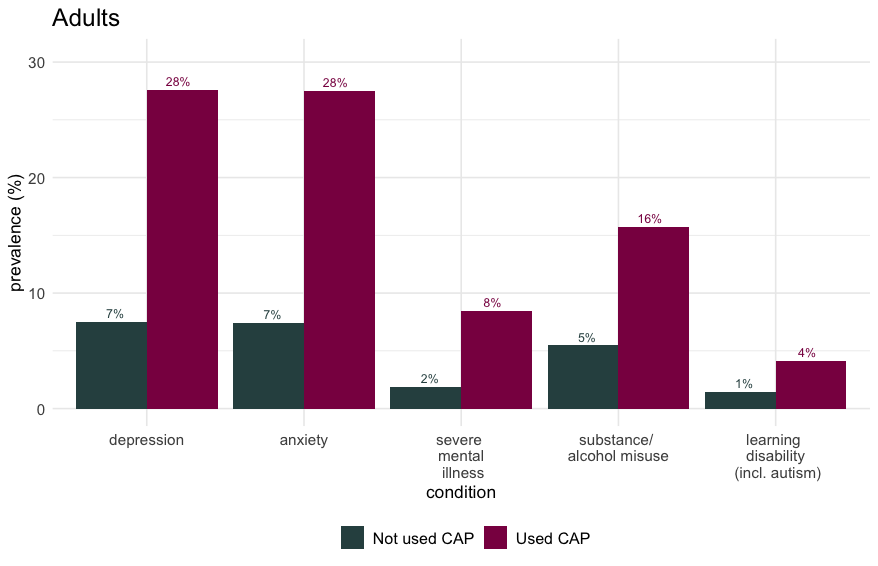 Adults
prevalence (%)
30
20
10
0
7%
28%
7%
28%
2%
8%
5%
16%
1%
4%
depression
anxiety
severe
mental
illness
substance/
alcohol misuse
learning
disability
(incl. autism)
condition
Not used CAP
Used CAP